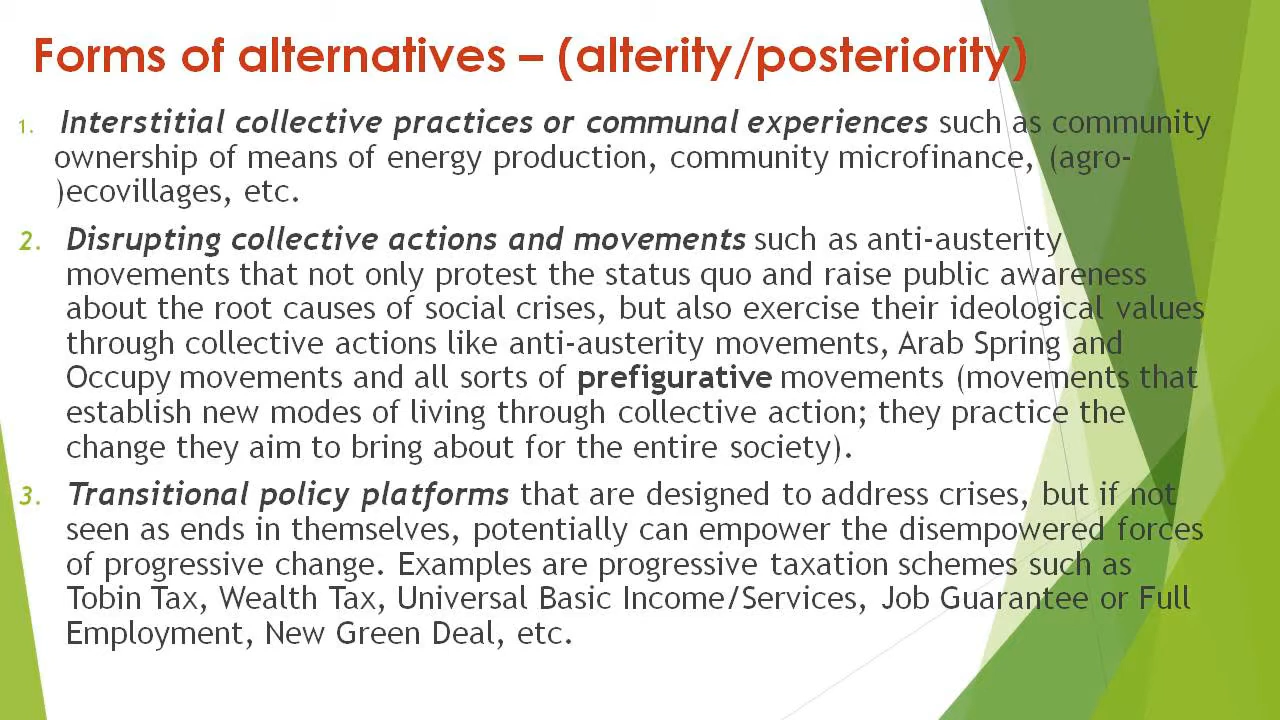 Forms of alternatives – (alterity/posteriority)
1. Interstitial collective practices or communal experiences such as community
ownership of means of energy production, community microfinance, (agro-
)ecovillages, etc.
2. Disrupting collective actions and movements such as anti-austerity
movements that not only protest the status quo and raise public awareness
about the root causes of social crises, but also exercise their ideological values
through collective actions like anti-austerity movements, Arab Spring and
Occupy movements and all sorts of prefigurative movements (movements that
establish new modes of living through collective action; they practice the
change they aim to bring about for the entire society).
3. Transitional policy platforms that are designed to address crises, but if not
seen as ends in themselves, potentially can empower the disempowered forces
of progressive change. Examples are progressive taxation schemes such as
Tobin Tax, Wealth Tax, Universal Basic Income/Services, Job Guarantee or Full
Employment, New Green Deal, etc.